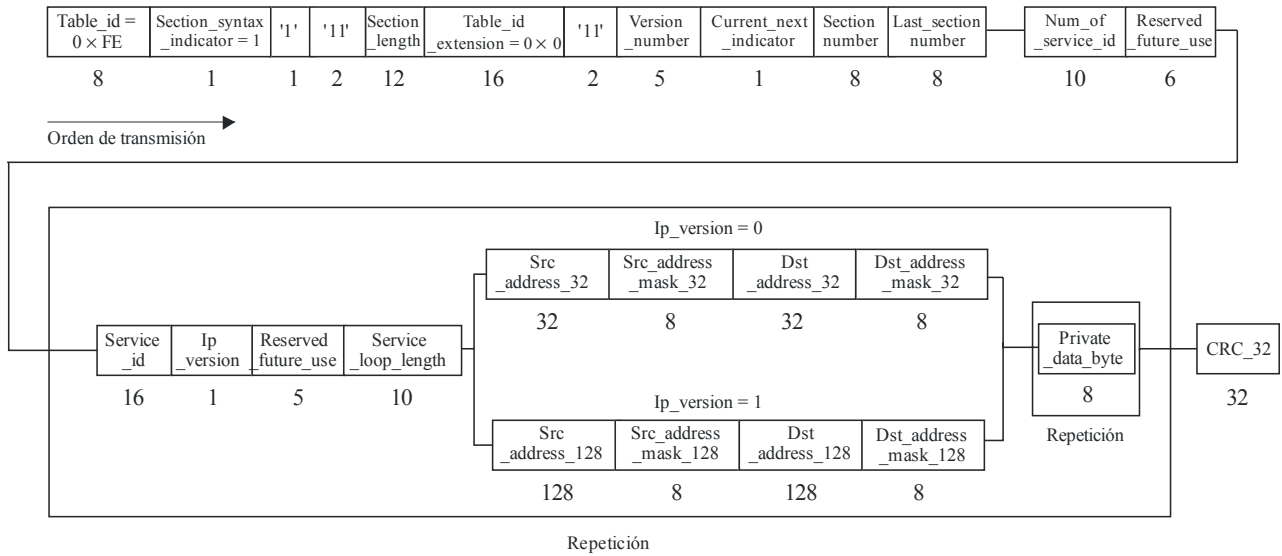 Table_id = 0 × FE
Section_syntax _indicator = 1
'1'
'11'
Section _length
Table_id _extension = 0 × 0
'11'
Version _number
Current_next _indicator
Section number
Last_section number
Num_of _service_id
Reserved _future_use
8 1 1 2 12 16 2 5 1 8 8 10 6
Orden de transmisión
Ip_version = 0
Src _address_32
Src_address _mask_32
Dst _address_32
Dst_address _mask_32
32 8 32 8
Service _id
Ip _version
Reserved _future_use
Service _loop_length
16 1 5 10
Private _data_byte
8
Repetición
CRC_32
32
Ip_version = 1
Src _address_128
Src_address _mask_128
Dst _address_128
Dst_address _mask_128
128 8 128 8
Repetición